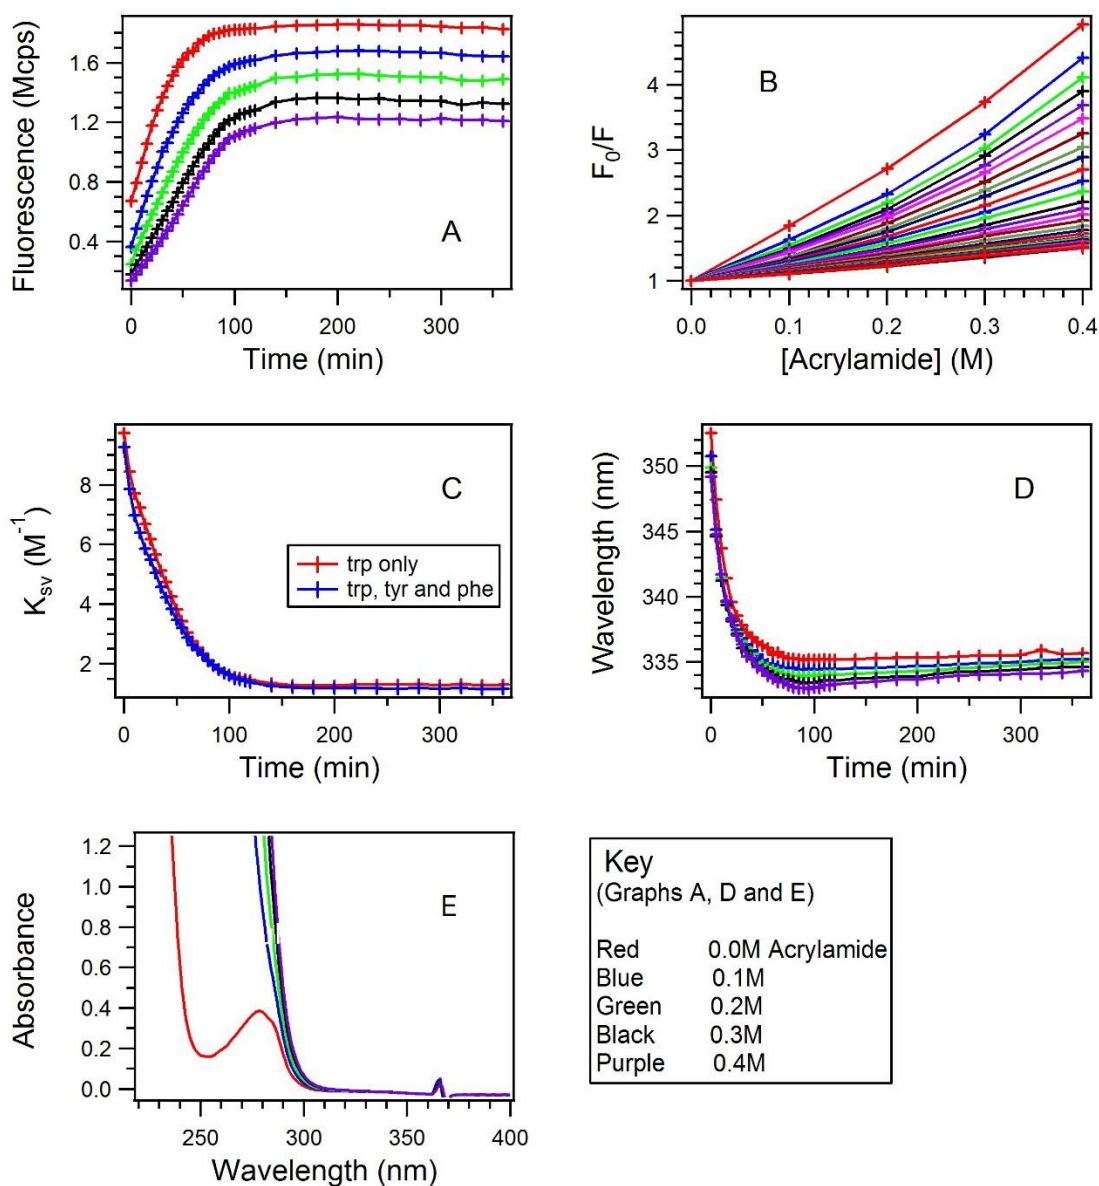 A
Fluorescence (Mcps)
1.6
1.2
0.8
0.4
0
100
200
300
Time (min)
B
F₀/F
4
3
2
1
0.0
0.1
0.2
0.3
0.4
[Acrylamide] (M)
C
K_sv (M⁻¹)
8
6
4
2
trp only
trp, tyr and phe
0
100
200
300
Time (min)
D
Wavelength (nm)
350
345
340
335
0
100
200
300
Time (min)
E
Absorbance
1.2
1.0
0.8
0.6
0.4
0.2
0.0
250
300
350
400
Wavelength (nm)
Key
(Graphs A, D and E)
Red 0.0M Acrylamide
Blue 0.1M
Green 0.2M
Black 0.3M
Purple 0.4M